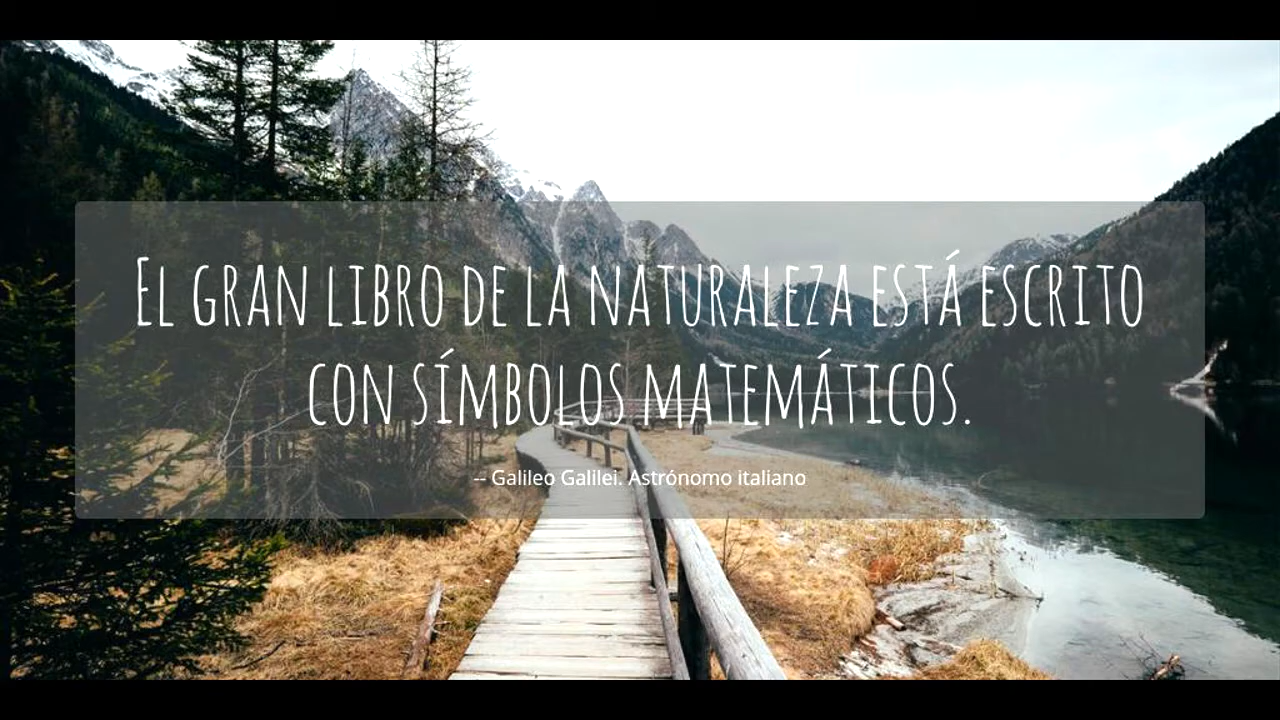 El gran libro de la naturaleza está escrito
con símbolos matemáticos.
-- Galileo Galilei. Astrónomo italiano